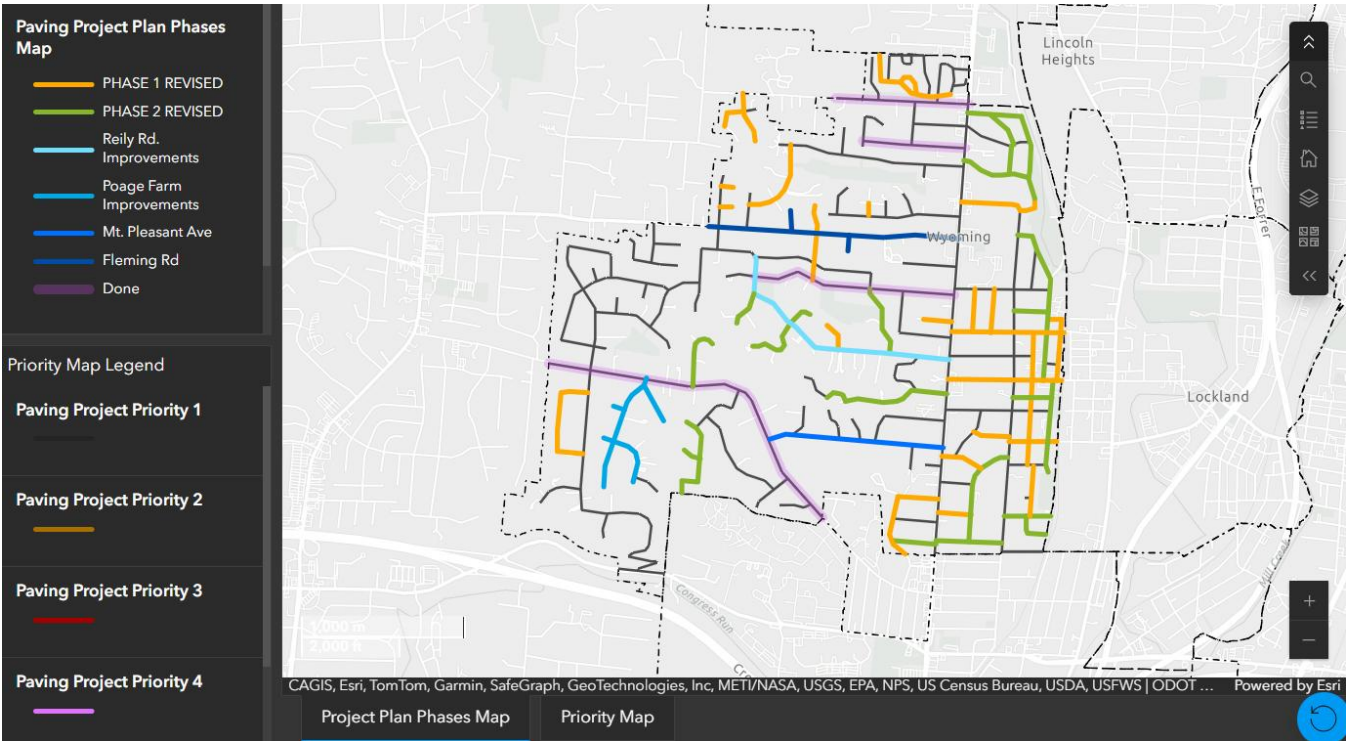 Paving Project Plan Phases
Map
PHASE 1 REVISED
PHASE 2 REVISED
Reily Rd.
Improvements
Poage Farm
Improvements
Mt. Pleasant Ave
Fleming Rd
Done
Priority Map Legend
Paving Project Priority 1
Paving Project Priority 2
Paving Project Priority 3
Paving Project Priority 4
Lincoln
Heights
E Forrer
Wyoming
Lockland
Mill Creek
Congress Run
1,000 m
2,000 ft
CAGIS, Esri, TomTom, Garmin, SafeGraph, GeoTechnologies, Inc, METI/NASA, USGS, EPA, NPS, US Census Bureau, USDA, USFWS | ODOT ...
Powered by Esri
Project Plan Phases Map
Priority Map